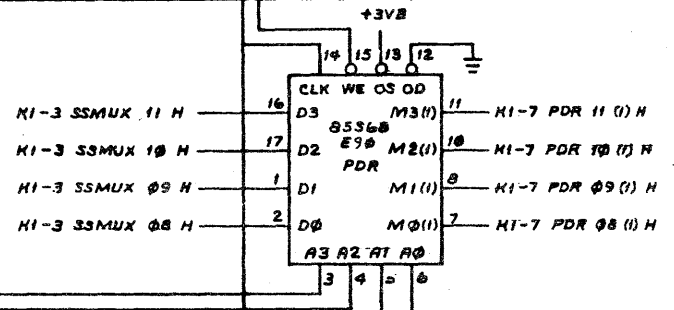 +3VB
14 15 13 12
CLK WE OS OD
K1-3 SSMUX 11 H 16 D3 M3(1) 11 K1-7 PDR 11 (1) H
85S68
K1-3 SSMUX 10 H 17 D2 E90 M2(1) 10 K1-7 PDR 10 (1) H
PDR
K1-3 SSMUX 09 H 1 D1 M1(1) 8 K1-7 PDR 09 (1) H
K1-3 SSMUX 08 H 2 D0 M0(1) 7 K1-7 PDR 08 (1) H
A3 A2 A1 A0
3 4 5 6